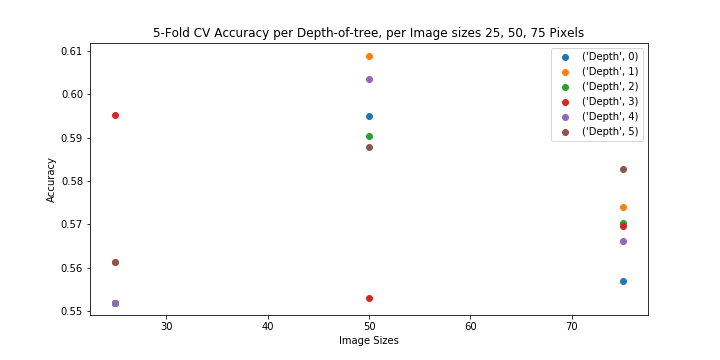 5-Fold CV Accuracy per Depth-of-tree, per Image sizes 25, 50, 75 Pixels
('Depth', 0)
('Depth', 1)
('Depth', 2)
('Depth', 3)
('Depth', 4)
('Depth', 5)
Accuracy
0.61
0.60
0.59
0.58
0.57
0.56
0.55
30 40 50 60 70
Image Sizes